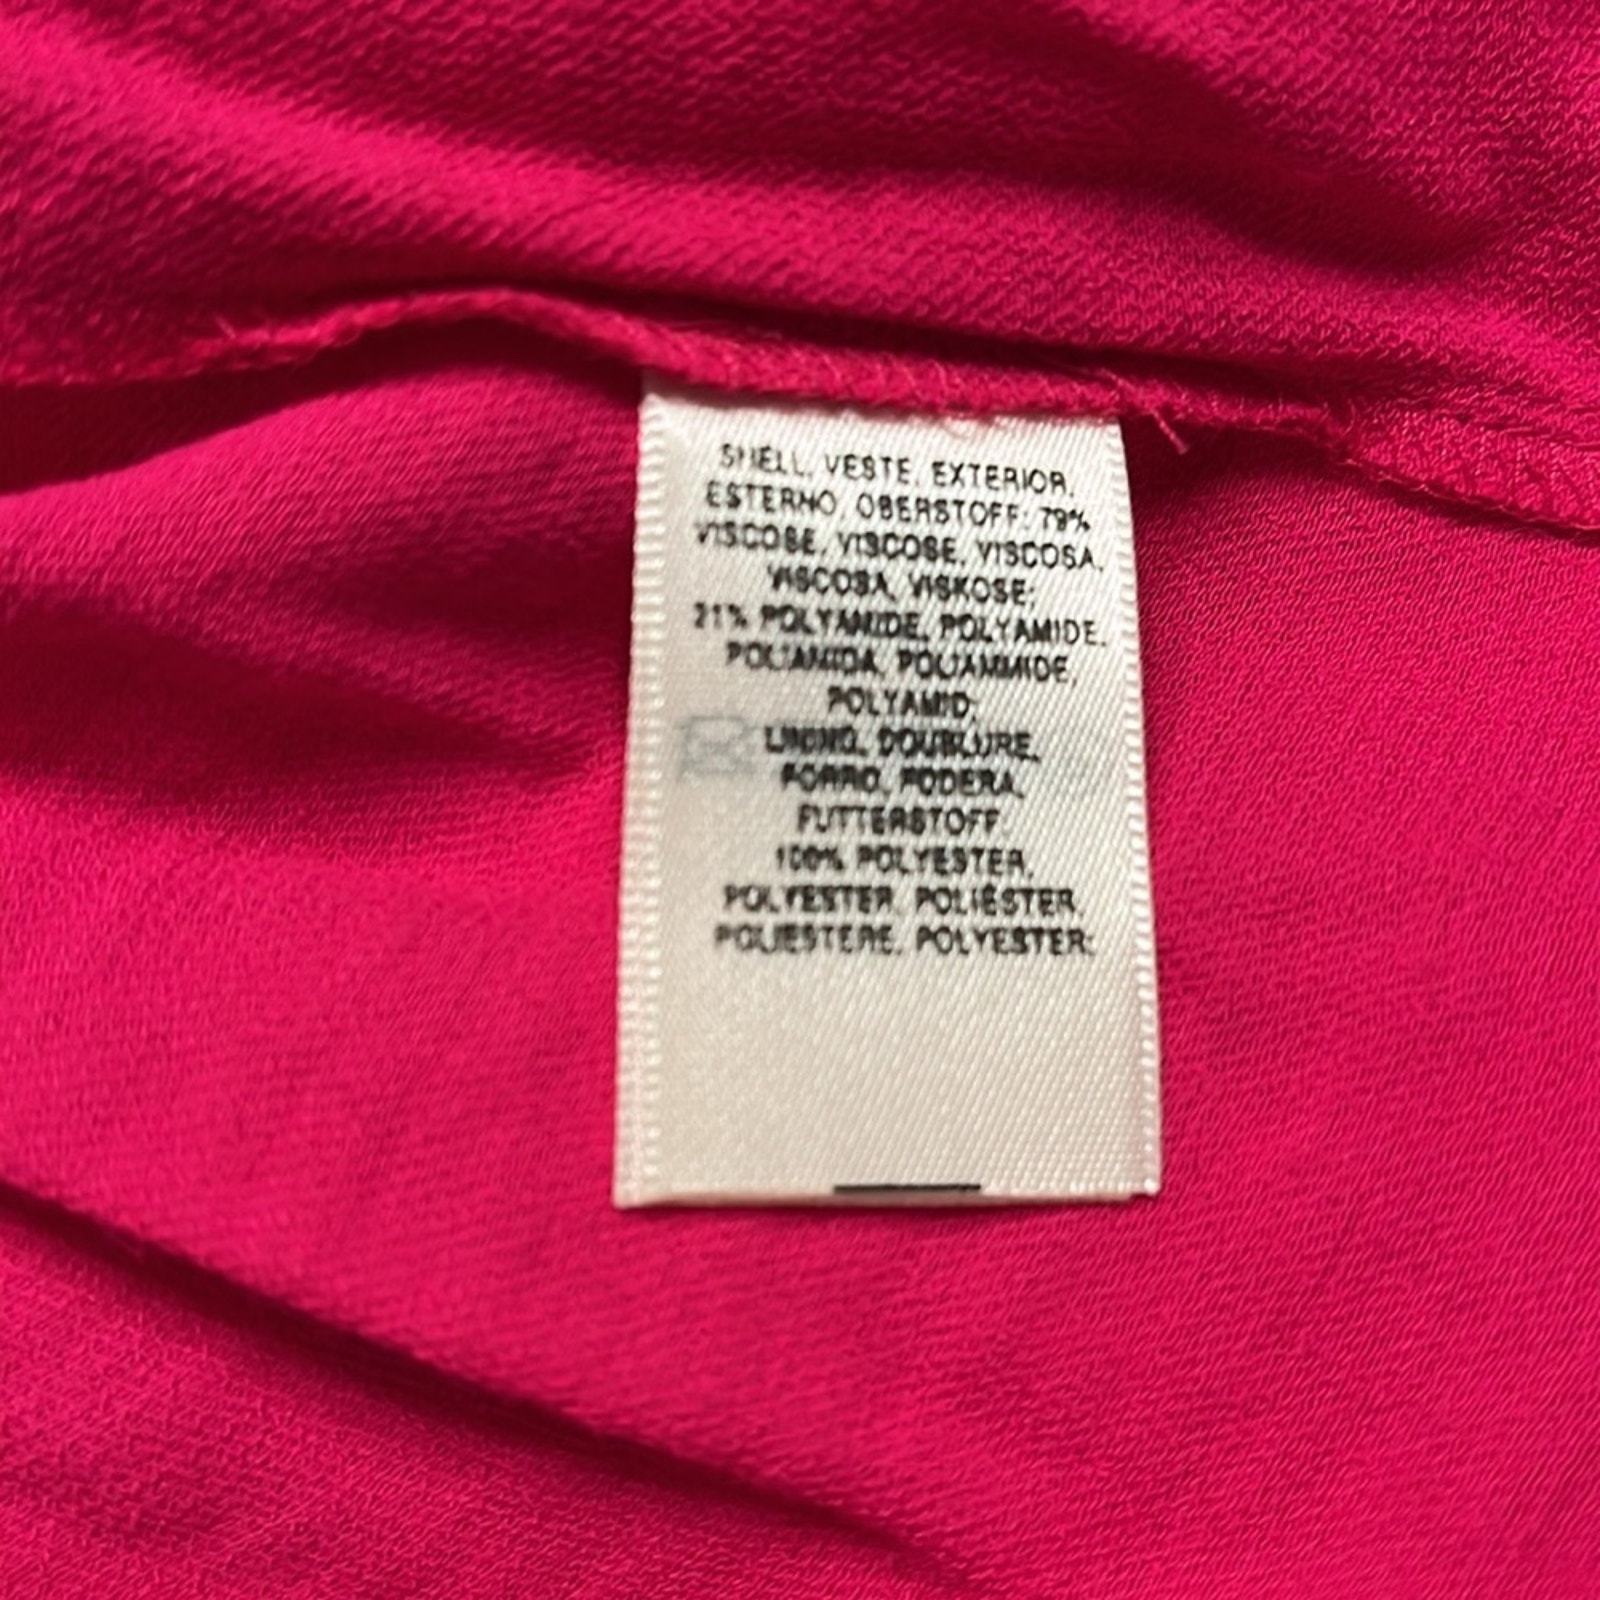 SHELL, VESTE, EXTERIOR,
ESTERNO, OBERSTOFF: 79%
VISCOSE, VISCOSE, VISCOSA,
VISCOSA, VISKOSE;
21% POLYAMIDE, POLYAMIDE,
POLIAMIDA, POLIAMMIDE,
POLYAMID;
LINING, DOUBLURE,
FORRO, FODERA,
FUTTERSTOFF:
100% POLYESTER,
POLYESTER, POLIÉSTER,
POLIESTERE, POLYESTER;